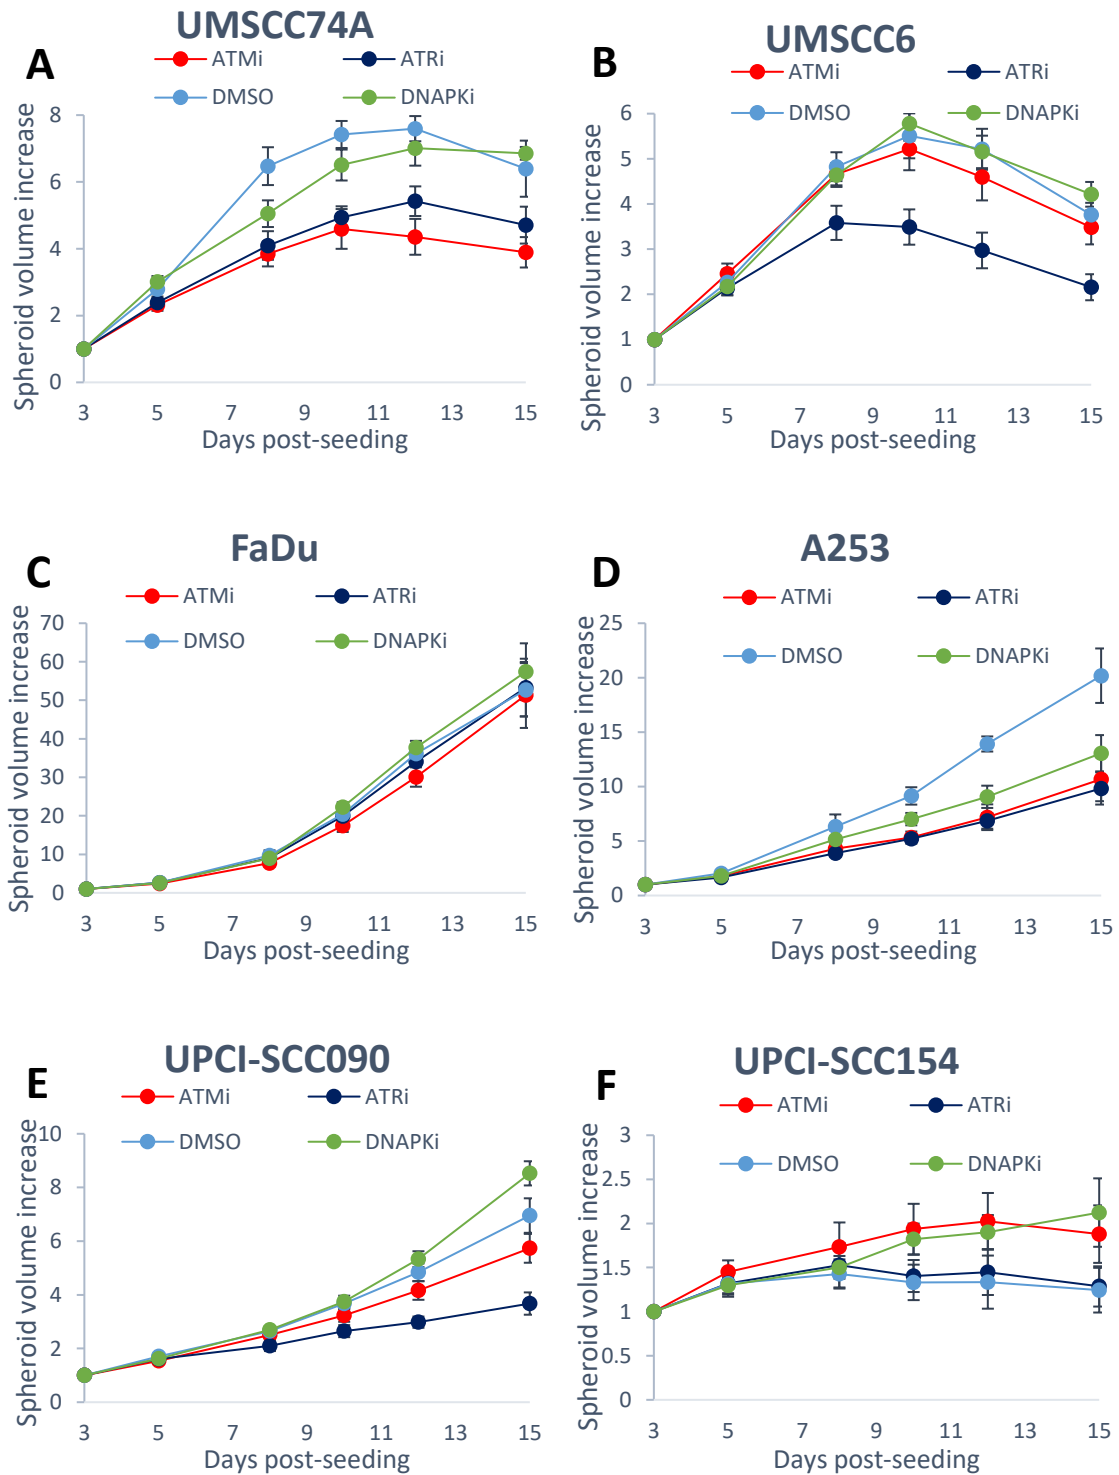 UMSCC74A
A
ATMi ATRi
DMSO DNAPKi
8
6
4
2
0
3 5 7 9 11 13 15
Spheroid volume increase
Days post-seeding
UMSCC6
B
ATMi ATRi
DMSO DNAPKi
6
5
4
3
2
1
0
3 5 7 9 11 13 15
Spheroid volume increase
Days post-seeding
FaDu
C
ATMi ATRi
DMSO DNAPKi
70
60
50
40
30
20
10
0
3 5 7 9 11 13 15
Spheroid volume increase
Days post-seeding
A253
D
ATMi ATRi
DMSO DNAPKi
25
20
15
10
5
0
3 5 7 9 11 13 15
Spheroid volume increase
Days post-seeding
UPCI-SCC090
E
ATMi ATRi
DMSO DNAPKi
10
8
6
4
2
0
3 5 7 9 11 13 15
Spheroid volume increase
Days post-seeding
UPCI-SCC154
F
ATMi ATRi
DMSO DNAPKi
3
2.5
2
1.5
1
0.5
0
3 5 7 9 11 13 15
Spheroid volume increase
Days post-seeding